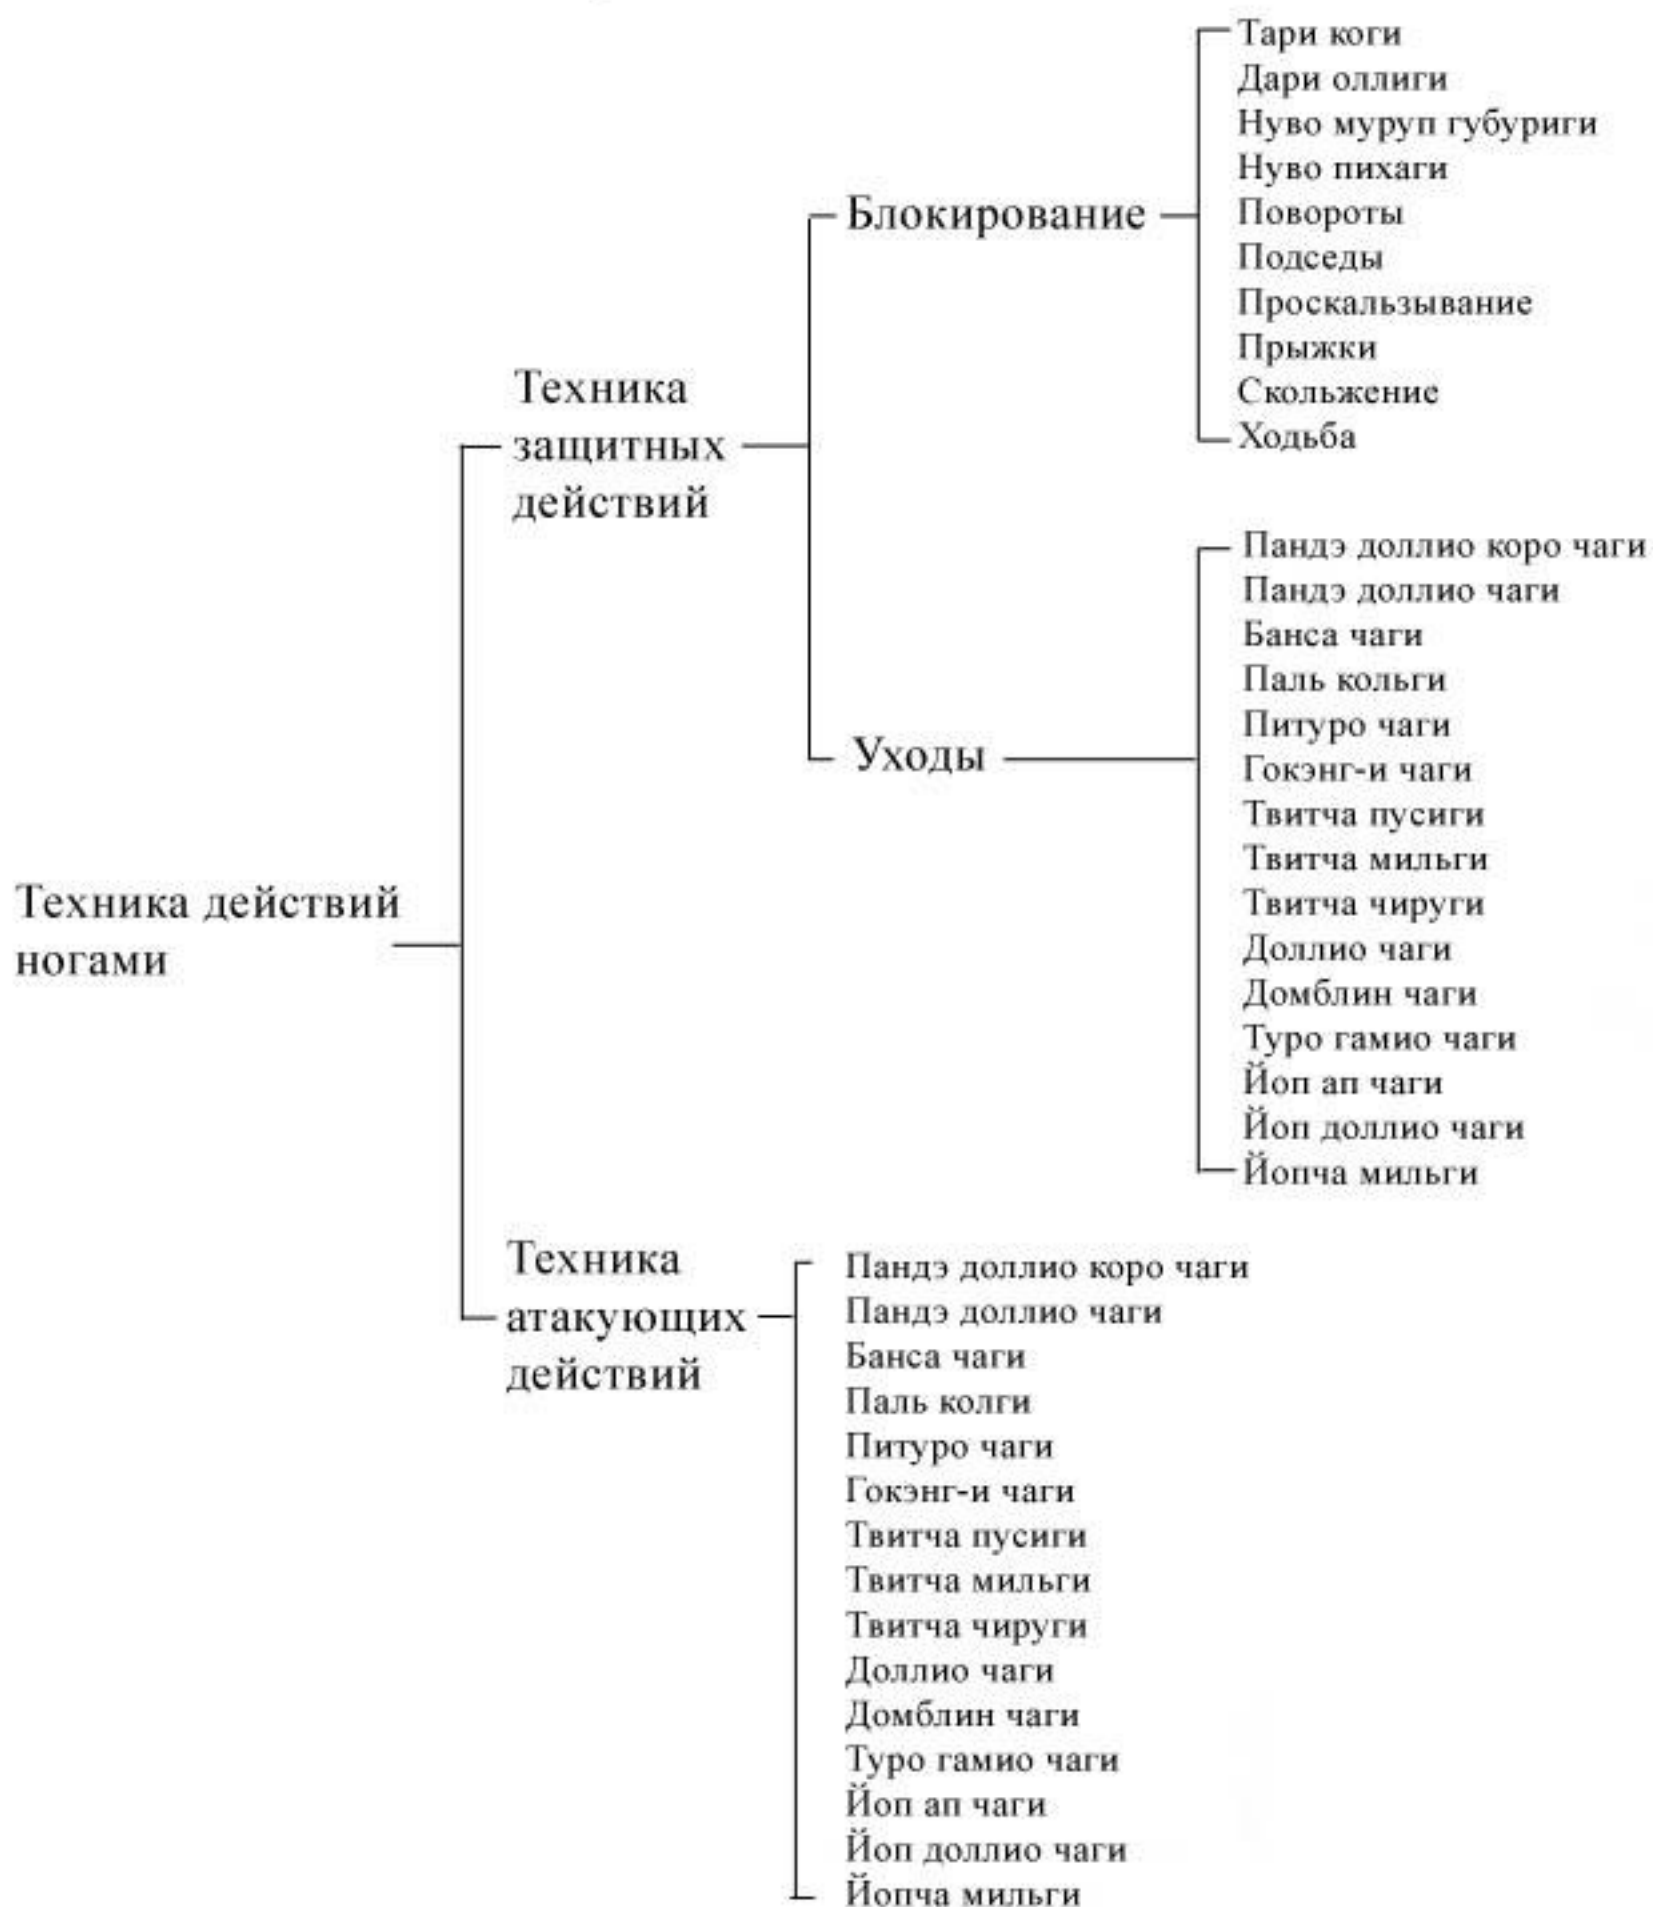 Техника действий
ногами
Техника
защитных
действий
Блокирование
Тари коги
Дари оллиги
Нуво муруп губуриги
Нуво пихаги
Повороты
Подседы
Проскальзывание
Прыжки
Скольжение
Ходьба
Уходы
Пандэ доллио коро чаги
Пандэ доллио чаги
Банса чаги
Паль кольги
Питуро чаги
Гокэнг-и чаги
Твитча пусиги
Твитча мильги
Твитча чируги
Доллио чаги
Домблин чаги
Туро гамио чаги
Йоп ап чаги
Йоп доллио чаги
Йопча мильги
Техника
атакующих
действий
Пандэ доллио коро чаги
Пандэ доллио чаги
Банса чаги
Паль колги
Питуро чаги
Гокэнг-и чаги
Твитча пусиги
Твитча мильги
Твитча чируги
Доллио чаги
Домблин чаги
Туро гамио чаги
Йоп ап чаги
Йоп доллио чаги
Йопча мильги